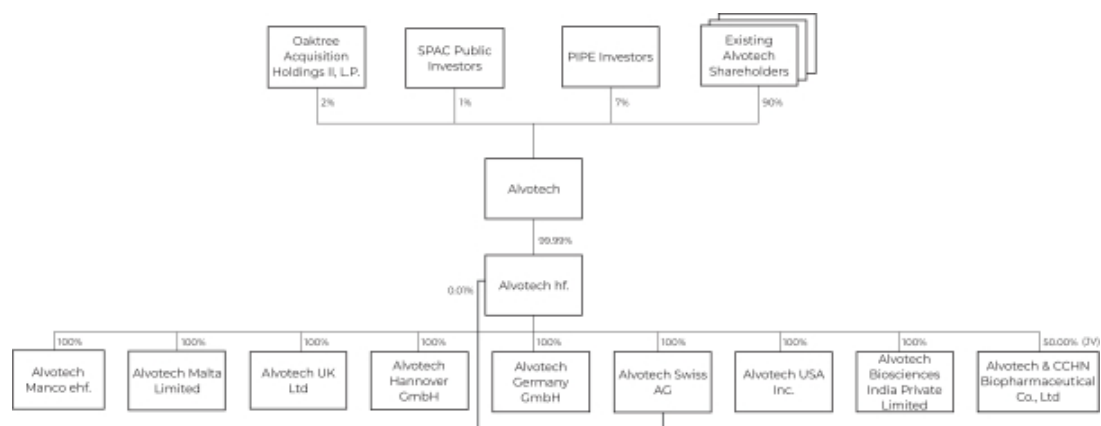 Oaktree
Acquisition
Holdings II, L.P.
SPAC Public
Investors
PIPE Investors
Existing
Alvotech
Shareholders
2%
1%
7%
90%
Alvotech
99.99%
Alvotech hf.
0.01%
100%
100%
100%
100%
100%
100%
100%
100%
50.00% (JV)
Alvotech
Manco ehf.
Alvotech Malta
Limited
Alvotech UK
Ltd
Alvotech
Hannover
GmbH
Alvotech
Germany
GmbH
Alvotech Swiss
AG
Alvotech USA
Inc.
Alvotech
Biosciences
India Private
Limited
Alvotech & CCHN
Biopharmaceutical
Co., Ltd